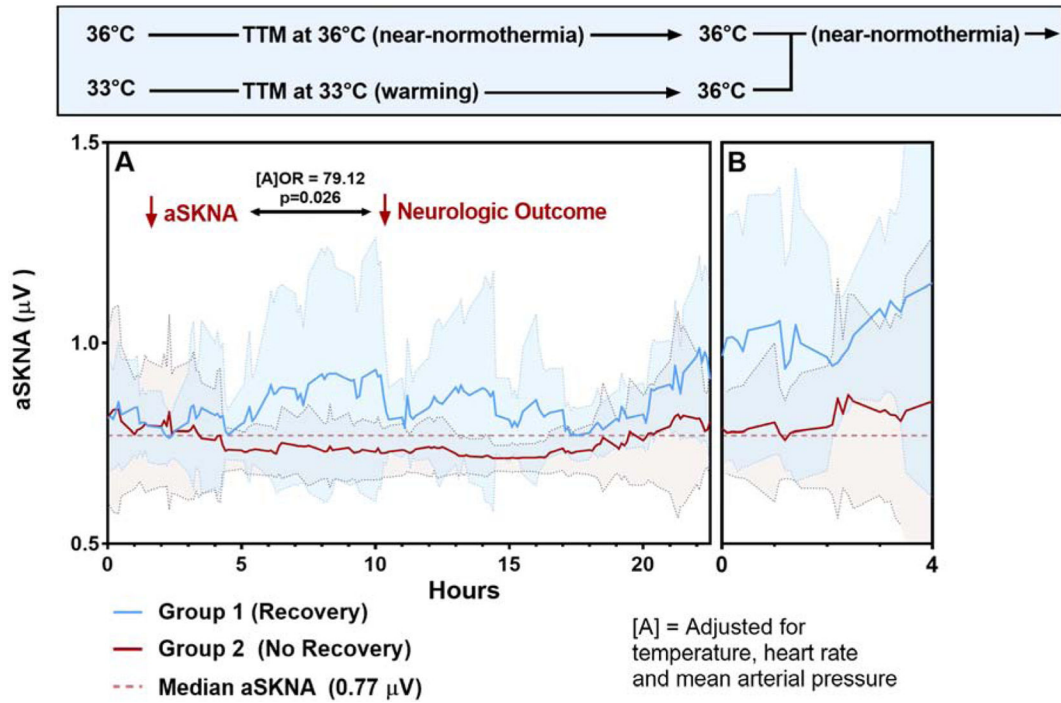 36°C TTM at 36°C (near-normothermia) 36°C (near-normothermia)
33°C TTM at 33°C (warming) 36°C
A
B
[A]OR = 79.12
p=0.026
aSKNA
Neurologic Outcome
aSKNA (μV)
1.5
1.0
0.5
0 5 10 15 20
0 4
Hours
Group 1 (Recovery)
Group 2 (No Recovery)
Median aSKNA (0.77 μV)
[A] = Adjusted for
temperature, heart rate
and mean arterial pressure